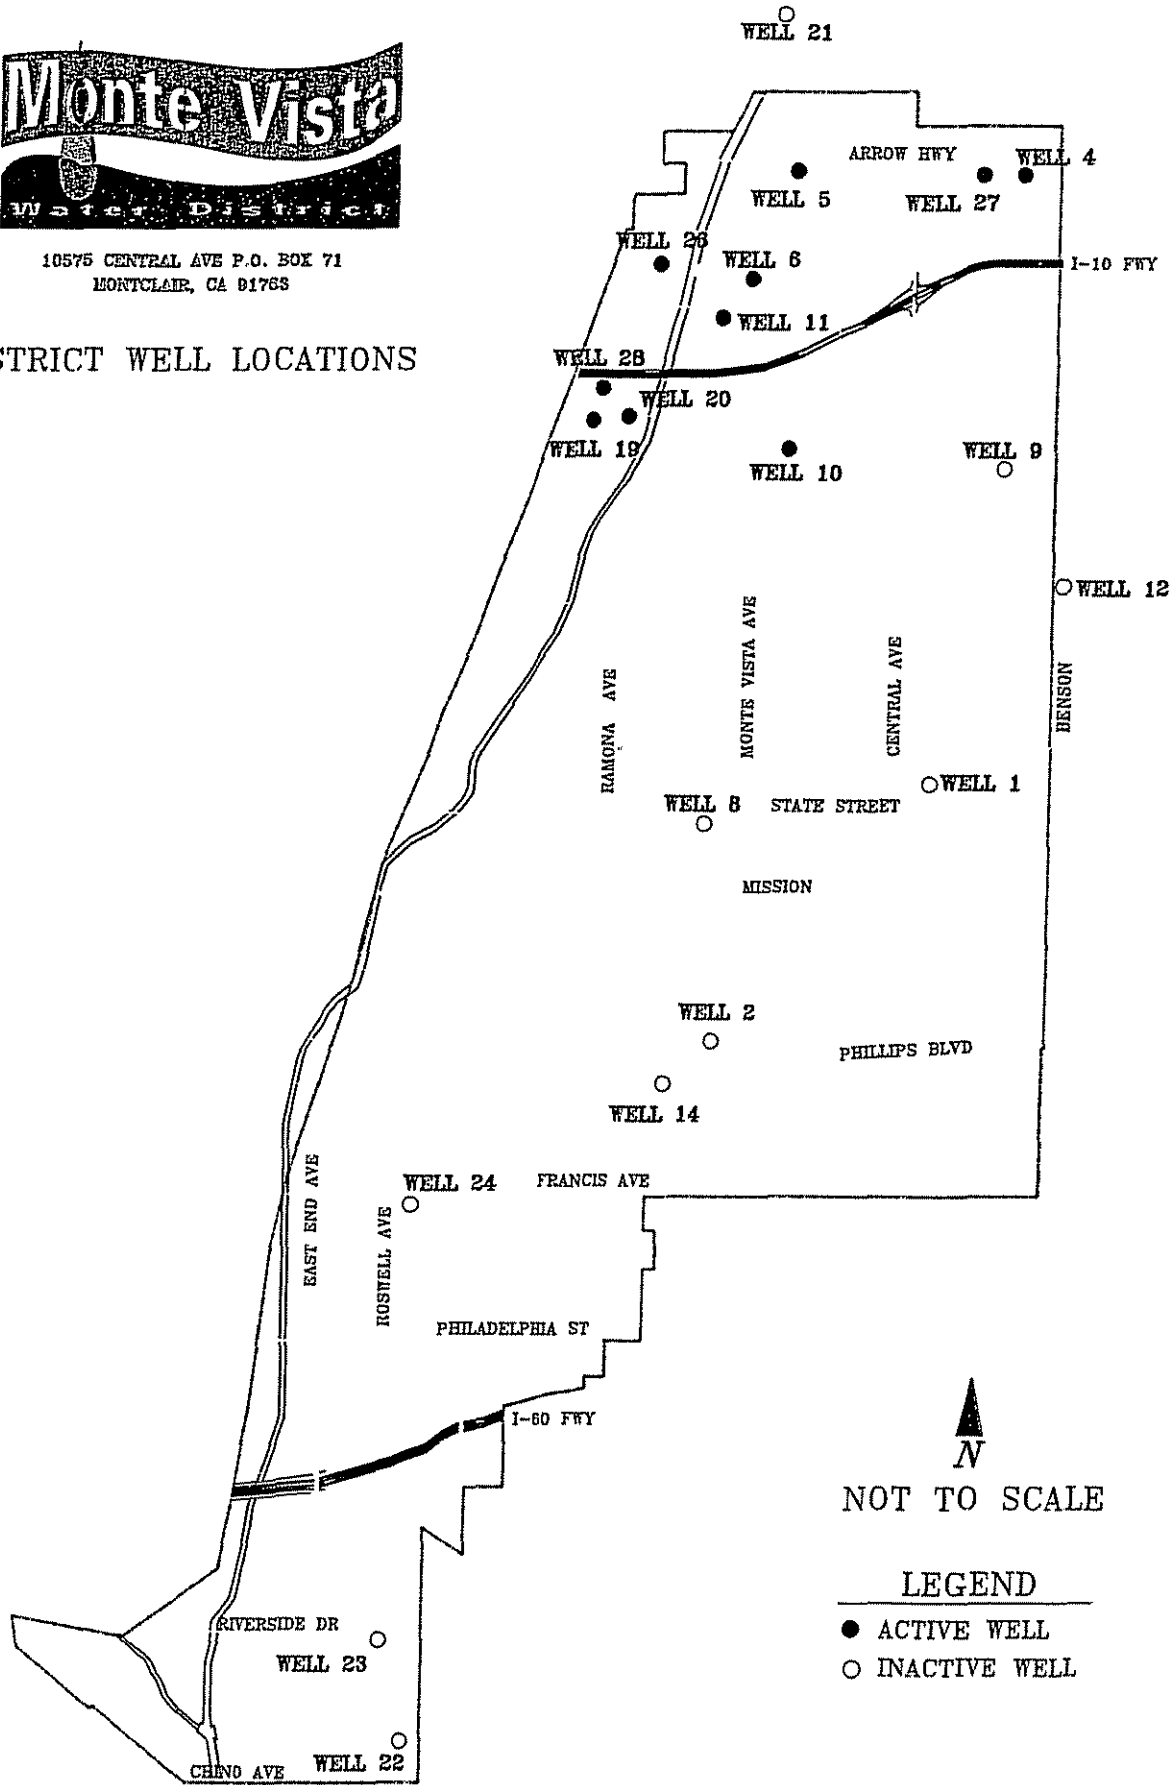 WELL 21
Monte Vista
Water District
10575 CENTRAL AVE P.O. BOX 71
MONTCLAIR, CA 91763
STRICT WELL LOCATIONS
ARROW HWY
WELL 4
WELL 5
WELL 27
WELL 26
WELL 6
I-10 FWY
WELL 11
WELL 28
WELL 20
WELL 19
WELL 10
WELL 9
WELL 12
RAMONA AVE
MONTE VISTA AVE
CENTRAL AVE
BENSON
WELL 1
WELL 8
STATE STREET
MISSION
WELL 2
PHILLIPS BLVD
WELL 14
WELL 24
FRANCIS AVE
EAST END AVE
ROSWELL AVE
PHILADELPHIA ST
I-60 FWY
N
NOT TO SCALE
LEGEND
ACTIVE WELL
INACTIVE WELL
RIVERSIDE DR
WELL 23
WELL 22
CHINO AVE